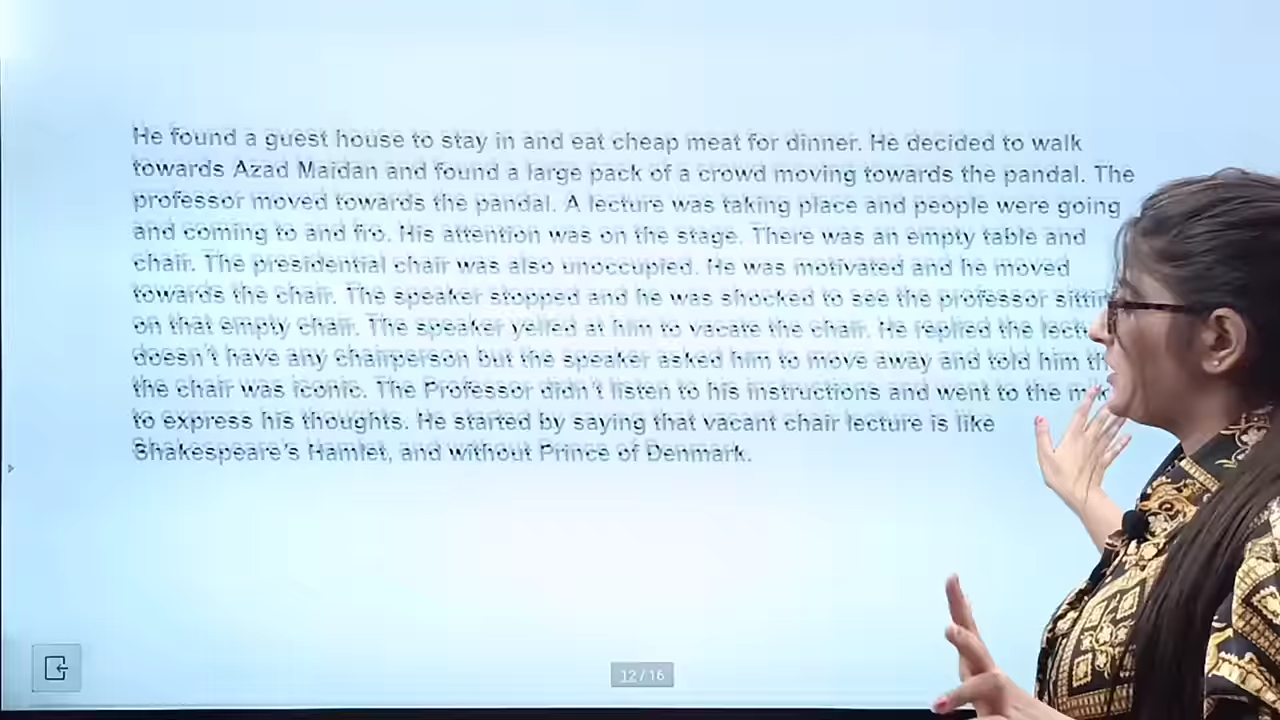 He found a guest house to stay in and eat cheap meat for dinner. He decided to walk
towards Azad Maidan and found a large pack of a crowd moving towards the pandal. The
professor moved towards the pandal. A lecture was taking place and people were going
and coming to and fro. His attention was on the stage. There was an empty table and
chair. The presidential chair was also unoccupied. He was motivated and he moved
towards the chair. The speaker stopped and he was shocked to see the professor
on that empty chair. The speaker yelled at him to vacate the chair. He replied the
doesn't have any chairperson but the speaker asked him to move away and told him
the chair was iconic. The Professor didn't listen to his instructions and went to the
to express his thoughts. He started by saying that vacant chair lecture is like
Shakespeare's Hamlet, and without Prince of Denmark.
12 / 16